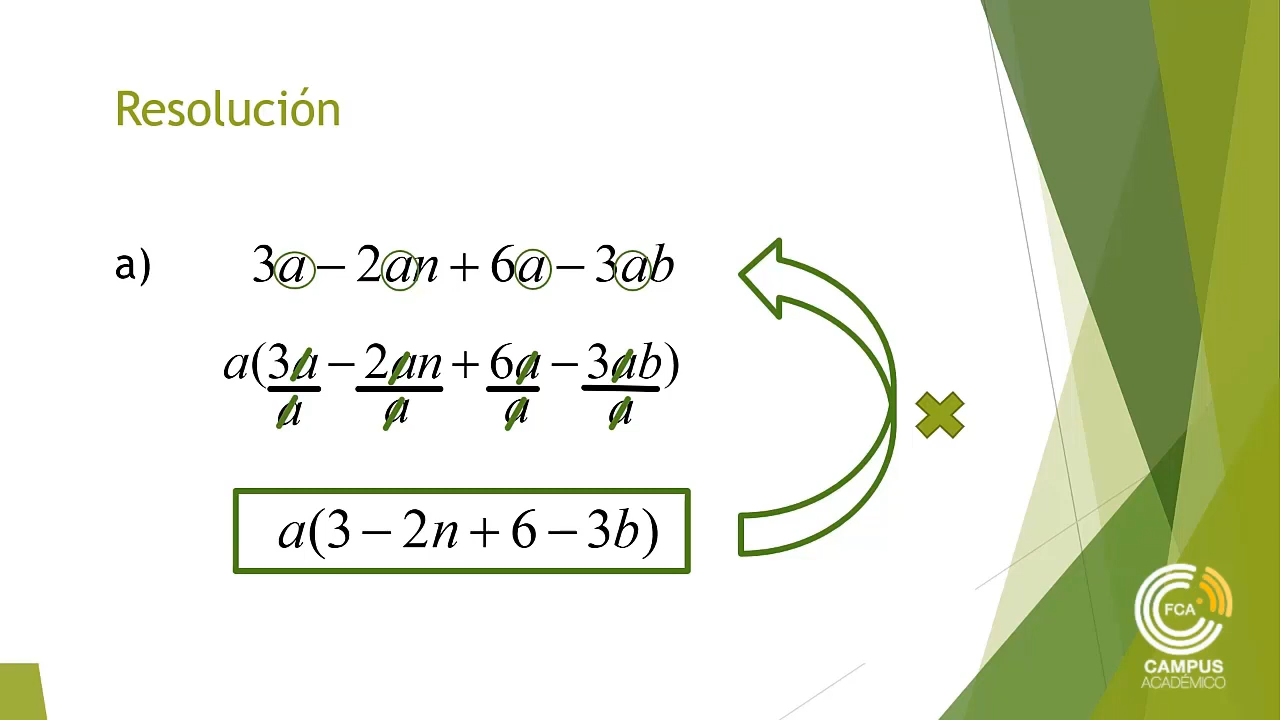 Resolución
a) 3a − 2an + 6a − 3ab
a(3a − 2an + 6a − 3ab)
a a a a
a(3 − 2n + 6 − 3b)
FCA
CAMPUS
ACADÉMICO